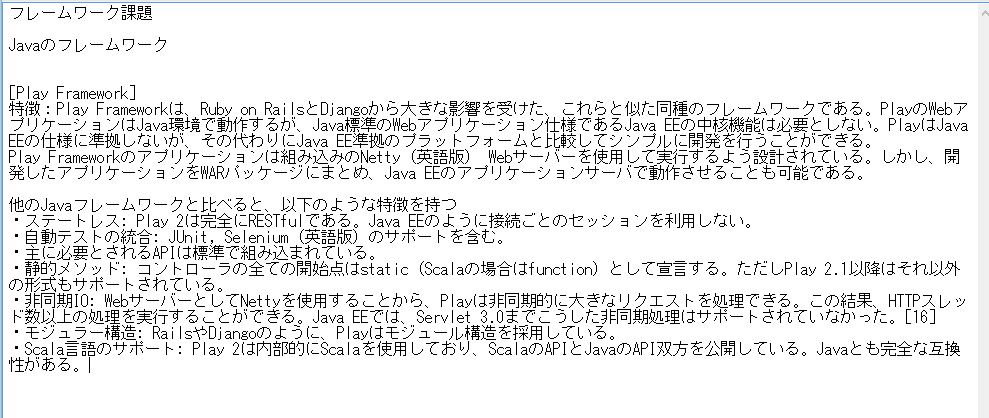 フレームワーク課題
Javaのフレームワーク
[Play Framework]
特徴：Play Frameworkは、Ruby on RailsとDjangoから大きな影響を受けた、これらと似た同種のフレームワークである。PlayのWebア
プリケーションはJava環境で動作するが、Java標準のWebアプリケーション仕様であるJava EEの中核機能は必要としない。PlayはJava
EEの仕様に準拠しないが、その代わりにJava EE準拠のプラットフォームと比較してシンプルに開発を行うことができる。
Play Frameworkのアプリケーションは組み込みのNetty (英語版)　Webサーバーを使用して実行するよう設計されている。しかし、開
発したアプリケーションをWARパッケージにまとめ、Java EEのアプリケーションサーバで動作させることも可能である。
他のJavaフレームワークと比べると、以下のような特徴を持つ
・ステートレス: Play 2は完全にRESTfulである。Java EEのように接続ごとのセッションを利用しない。
・自動テストの統合: JUnit, Selenium (英語版) のサポートを含む。
・主に必要とされるAPIは標準で組み込まれている。
・静的メソッド: コントローラの全ての開始点はstatic (Scalaの場合はfunction) として宣言する。ただしPlay 2.1以降はそれ以外
の形式もサポートされている。
・非同期IO: WebサーバーとしてNettyを使用することから、Playは非同期的に大きなリクエストを処理できる。この結果、HTTPスレッ
ド数以上の処理を実行することができる。Java EEでは、Servlet 3.0までこうした非同期処理はサポートされていなかった。[16]
・モジュラー構造: RailsやDjangoのように、Playはモジュール構造を採用している。
・Scala言語のサポート: Play 2は内部的にScalaを使用しており、ScalaのAPIとJavaのAPI双方を公開している。Javaとも完全な互換
性がある。